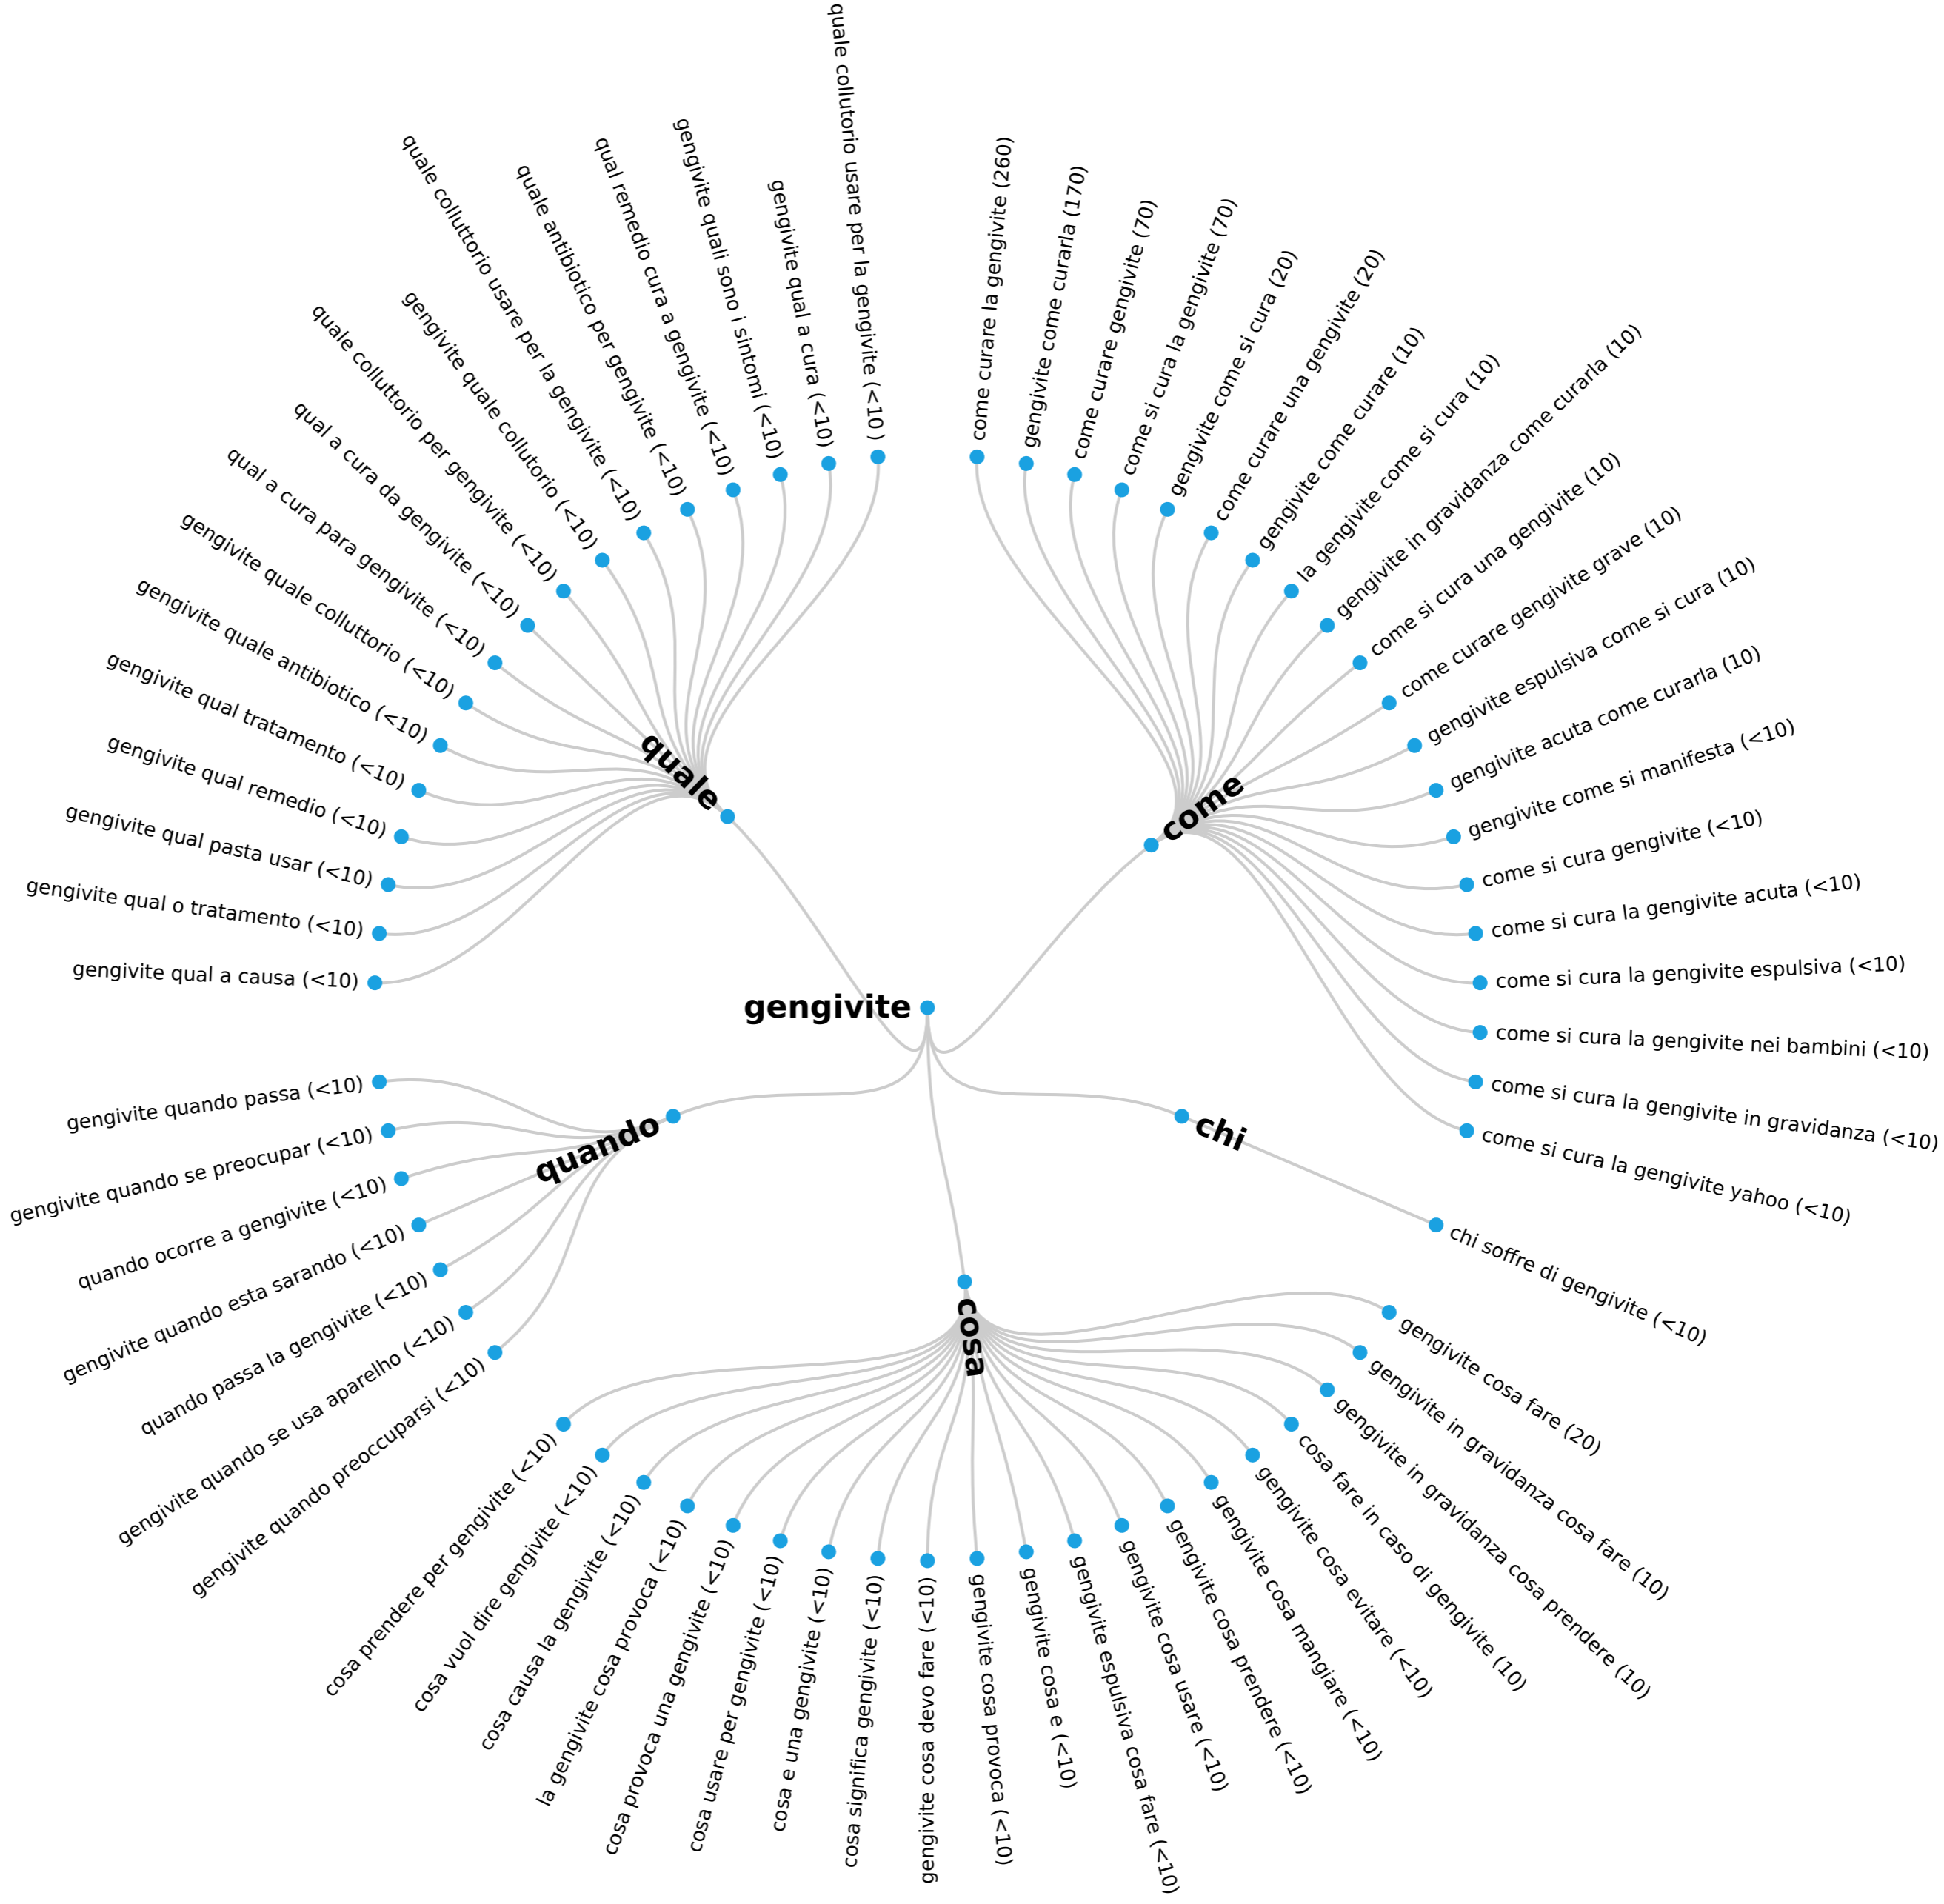 gengivite
come
come curare la gengivite (260)
gengivite come curarla (170)
come curare gengivite (70)
come si cura la gengivite (70)
gengivite come si cura (20)
come curare una gengivite (20)
gengivite come curare (10)
la gengivite come si cura (10)
gengivite in gravidanza come curarla (10)
come si cura una gengivite (10)
come curare gengivite grave (10)
gengivite espulsiva come si cura (10)
gengivite acuta come curarla (10)
gengivite come si manifesta (<10)
come si cura gengivite (<10)
come si cura la gengivite acuta (<10)
come si cura la gengivite espulsiva (<10)
come si cura la gengivite nei bambini (<10)
come si cura la gengivite in gravidanza (<10)
come si cura la gengivite yahoo (<10)
chi
chi soffre di gengivite (<10)
cosa
gengivite cosa fare (20)
gengivite in gravidanza cosa fare (10)
gengivite in gravidanza cosa prendere (10)
cosa fare in caso di gengivite (10)
gengivite cosa evitare (<10)
gengivite cosa mangiare (<10)
gengivite cosa prendere (<10)
gengivite cosa usare (<10)
gengivite espulsiva cosa fare (<10)
gengivite cosa e (<10)
gengivite cosa provoca (<10)
gengivite cosa devo fare (<10)
cosa significa gengivite (<10)
cosa e una gengivite (<10)
cosa usare per gengivite (<10)
cosa provoca una gengivite (<10)
la gengivite cosa provoca (<10)
cosa causa la gengivite (<10)
cosa vuol dire gengivite (<10)
cosa prendere per gengivite (<10)
quando
gengivite quando preoccuparsi (<10)
gengivite quando se usa aparelho (<10)
quando passa la gengivite (<10)
gengivite quando esta sarando (<10)
quando ocorre a gengivite (<10)
gengivite quando se preocupar (<10)
gengivite quando passa (<10)
quale
gengivite qual a causa (<10)
gengivite qual o tratamento (<10)
gengivite qual pasta usar (<10)
gengivite qual remedio (<10)
gengivite qual tratamento (<10)
gengivite quale antibiotico (<10)
gengivite quale colluttorio (<10)
qual a cura para gengivite (<10)
qual a cura da gengivite (<10)
quale colluttorio per gengivite (<10)
gengivite quale collutorio (<10)
quale colluttorio usare per la gengivite (<10)
quale antibiotico per gengivite (<10)
qual remedio cura a gengivite (<10)
gengivite quali sono i sintomi (<10)
gengivite qual a cura (<10)
quale collutorio usare per la gengivite (<10)